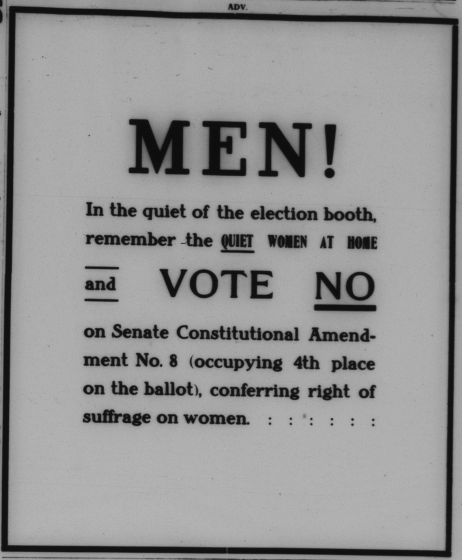 ADV.
MEN!
In the quiet of the election booth,
remember the QUIET WOMEN AT HOME
and VOTE NO
on Senate Constitutional Amend-
ment No. 8 (occupying 4th place
on the ballot), conferring right of
suffrage on women. : : : : : :